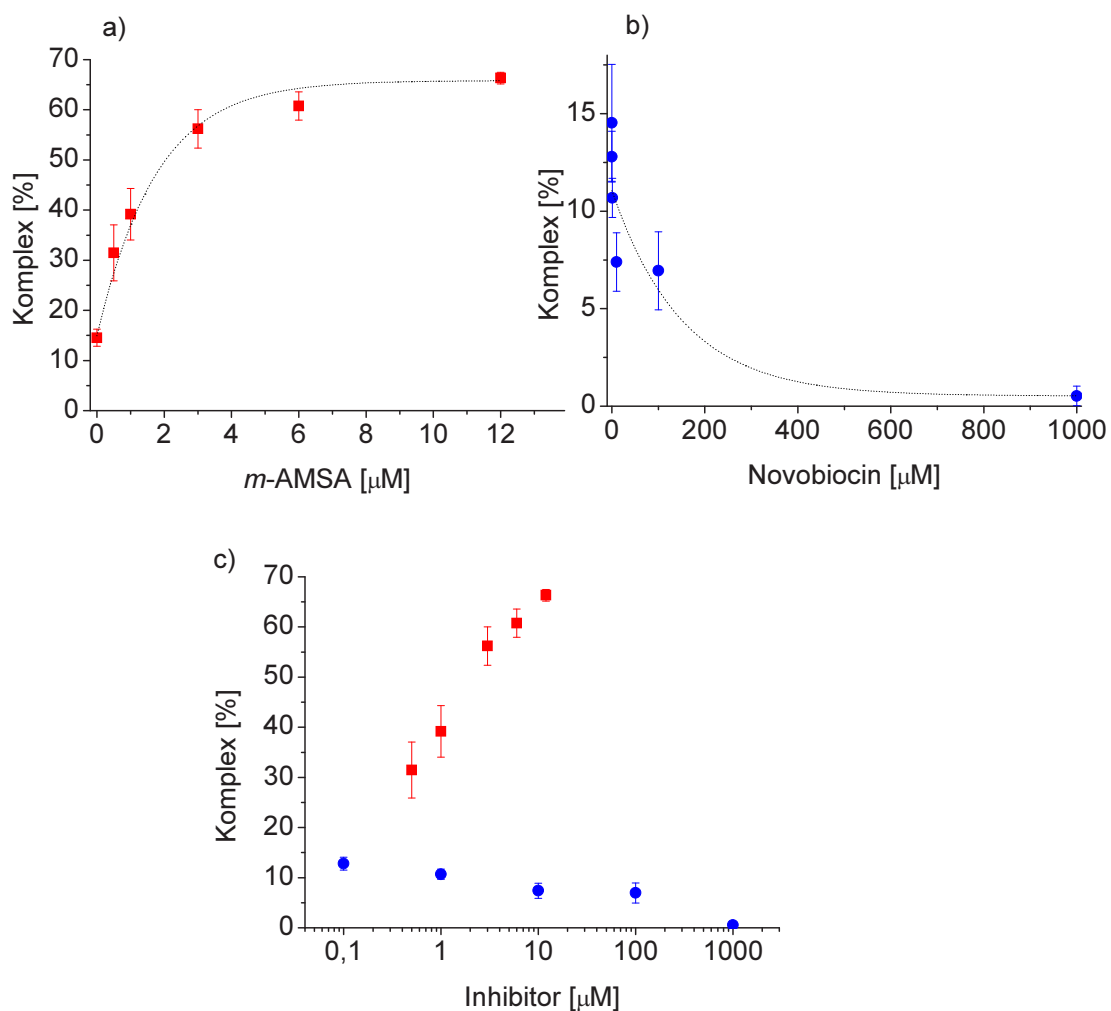 a)
70
60
50
40
30
20
10
0
Komplex [%]
0 2 4 6 8 10 12
m-AMSA [μM]
b)
15
10
5
0
Komplex [%]
0 200 400 600 800 1000
Novobiocin [μM]
c)
70
60
50
40
30
20
10
0
Komplex [%]
0,1 1 10 100 1000
Inhibitor [μM]